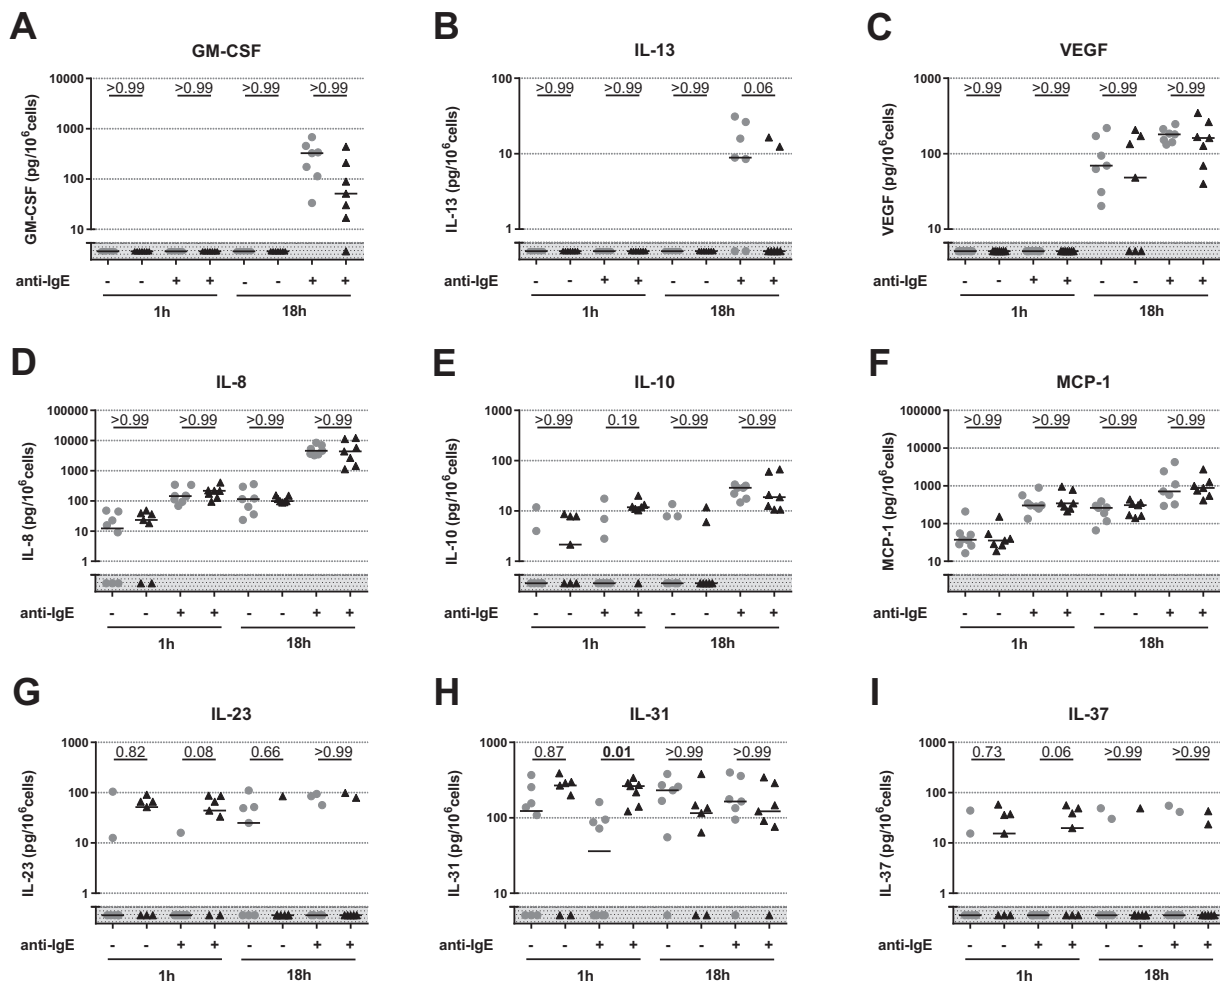 A
B
C
GM-CSF
IL-13
VEGF
GM-CSF (pg/10⁶cells)
10000
1000
100
10
>0.99 >0.99 >0.99 >0.99
anti-IgE - - + + - - + +
1h 18h
IL-13 (pg/10⁶cells)
100
10
1
>0.99 >0.99 >0.99 0.06
anti-IgE - - + + - - + +
1h 18h
VEGF (pg/10⁶cells)
1000
100
10
>0.99 >0.99 >0.99 >0.99
anti-IgE - - + + - - + +
1h 18h
D
E
F
IL-8
IL-10
MCP-1
IL-8 (pg/10⁶cells)
100000
10000
1000
100
10
1
>0.99 >0.99 >0.99 >0.99
anti-IgE - - + + - - + +
1h 18h
IL-10 (pg/10⁶cells)
1000
100
10
1
>0.99 0.19 >0.99 >0.99
anti-IgE - - + + - - + +
1h 18h
MCP-1 (pg/10⁶cells)
100000
10000
1000
100
10
>0.99 >0.99 >0.99 >0.99
anti-IgE - - + + - - + +
1h 18h
G
H
I
IL-23
IL-31
IL-37
IL-23 (pg/10⁶cells)
1000
100
10
1
0.82 0.08 0.66 >0.99
anti-IgE - - + + - - + +
1h 18h
IL-31 (pg/10⁶cells)
1000
100
10
0.87 0.01 >0.99 >0.99
anti-IgE - - + + - - + +
1h 18h
IL-37 (pg/10⁶cells)
1000
100
10
1
0.73 0.06 >0.99 >0.99
anti-IgE - - + + - - + +
1h 18h